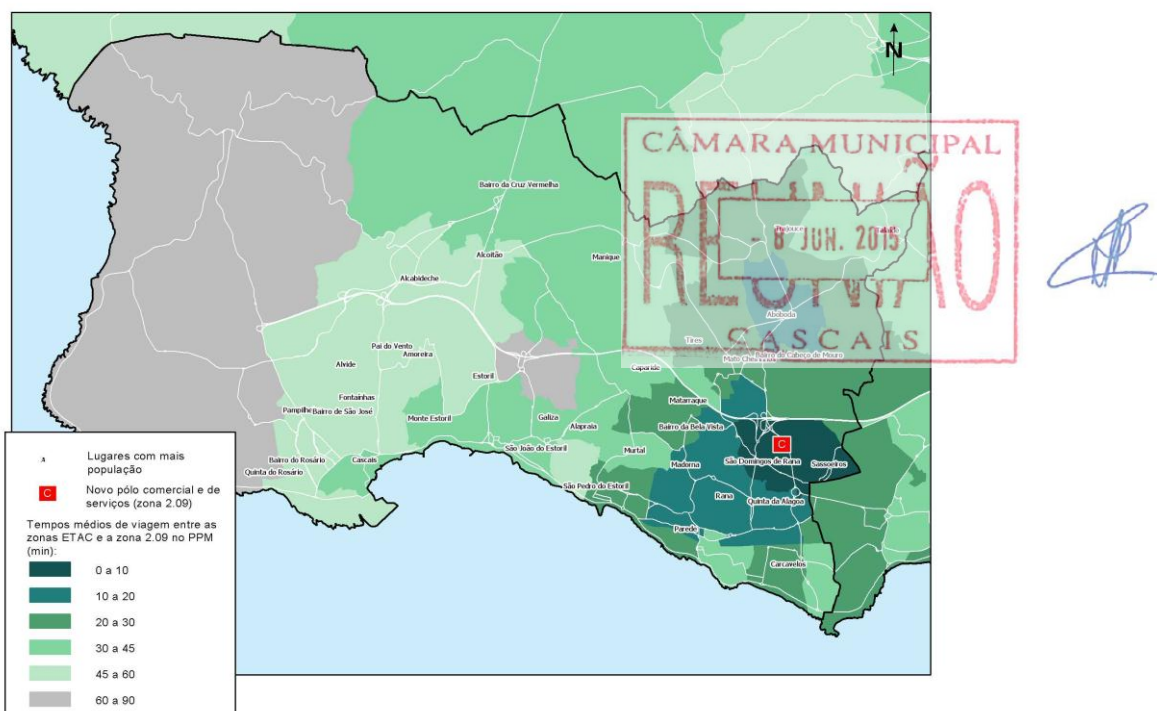 N
CÂMARA MUNICIPAL
REUNIÃO
- 8 JUN. 2015
CASCAIS
Bairro da Cruz Vermelha
Alcoitão
Manique
Alcabideche
Aboboda
Tires
Pai do Vento
Amoreira
Alvide
Estoril
Caparide
Bairro do Cabeço de Mouro
Fontainhas
Matarraque
Pampilhe
Bairro de São José
Monte Estoril
Galiza
Alapraia
Bairro da Bela Vista
C
São João do Estoril
Murtal
Madorna
São Domingos de Rana
Sassoeiros
Bairro do Rosário
Cascais
Quinta do Rosário
São Pedro do Estoril
Rana
Quinta da Alagoa
Parede
Carcavelos
A
Lugares com mais
população
C
Novo pólo comercial e de
serviços (zona 2.09)
Tempos médios de viagem entre as
zonas ETAC e a zona 2.09 no PPM
(min):
0 a 10
10 a 20
20 a 30
30 a 45
45 a 60
60 a 90